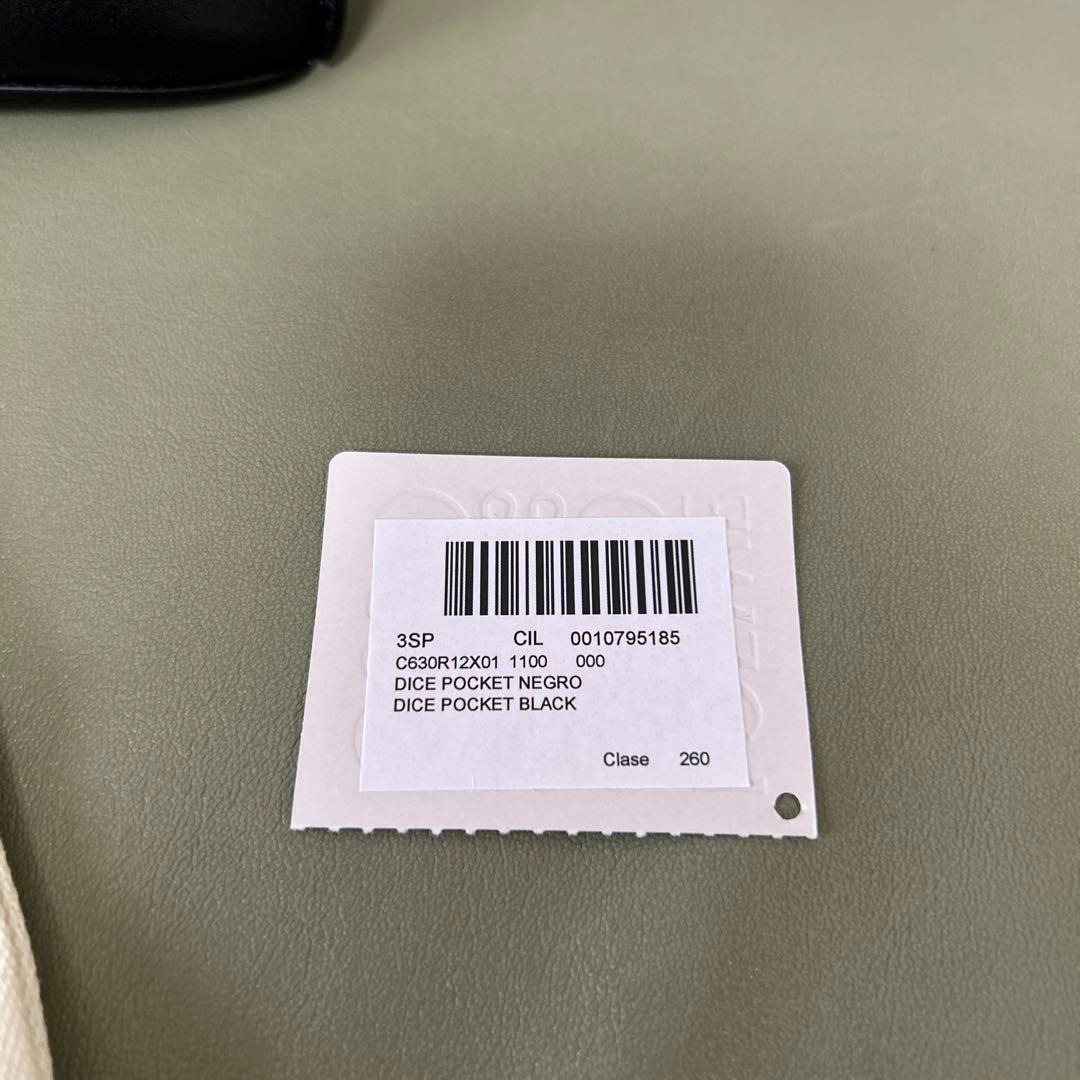 3SP CIL 0010795185
C630R12X01 1100 000
DICE POCKET NEGRO
DICE POCKET BLACK
Clase 260